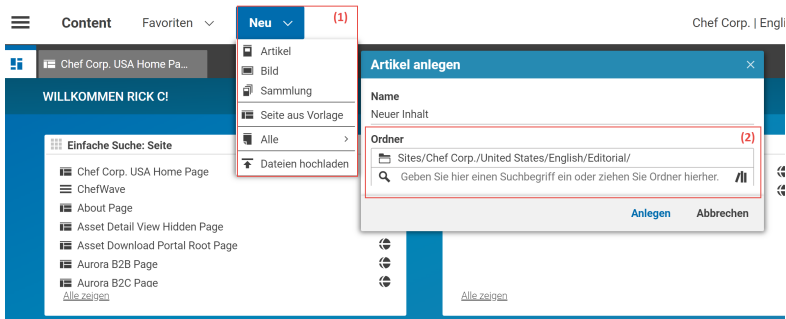 Content
Favoriten
Neu
(1)
Chef Corp. | Engli
Chef Corp. USA Home Pa...
WILLKOMMEN RICK C!
Artikel
Bild
Sammlung
Seite aus Vorlage
Alle
Dateien hochladen
Einfache Suche: Seite
Chef Corp. USA Home Page
ChefWave
About Page
Asset Detail View Hidden Page
Asset Download Portal Root Page
Aurora B2B Page
Aurora B2C Page
Alle zeigen
Artikel anlegen
Name
Neuer Inhalt
Ordner
(2)
Sites/Chef Corp./United States/English/Editorial/
Geben Sie hier einen Suchbegriff ein oder ziehen Sie Ordner hierher.
Anlegen
Abbrechen
Alle zeigen